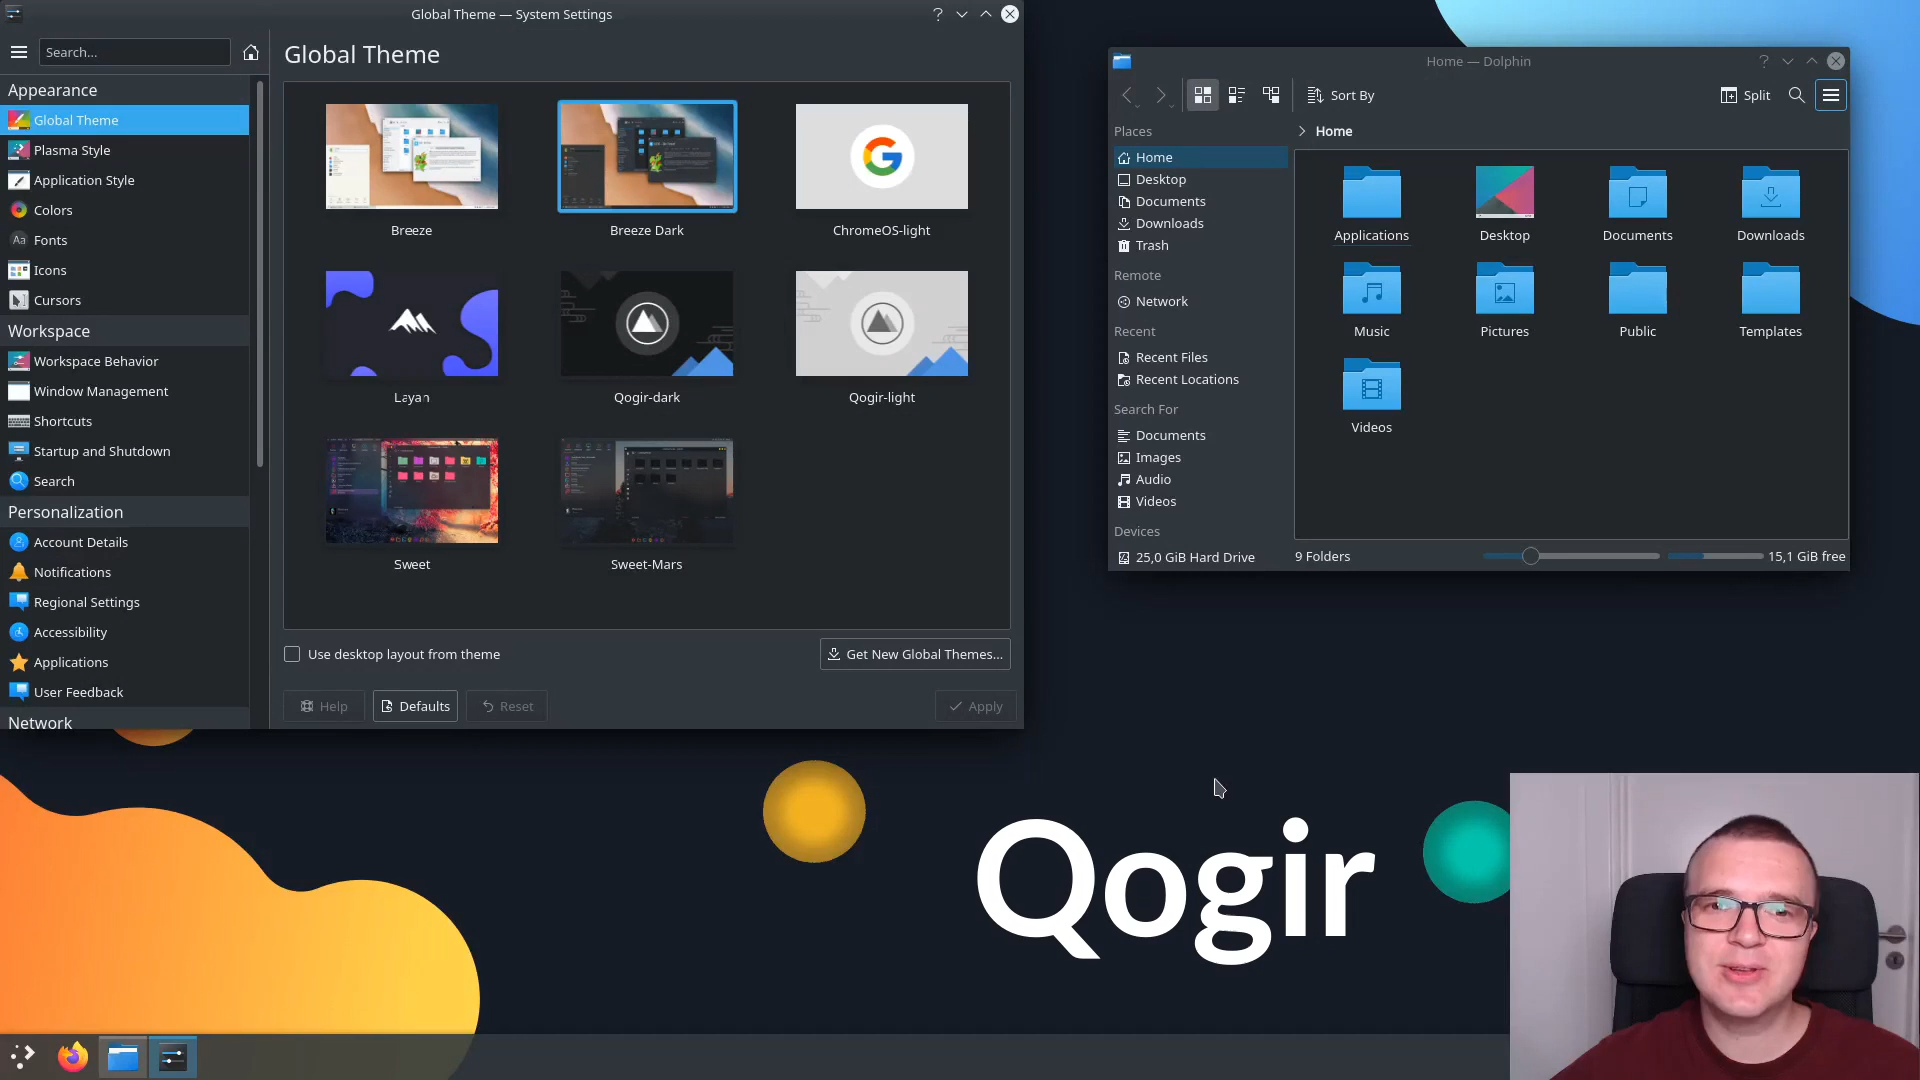 Global Theme — System Settings
Search...
Global Theme
Appearance
Global Theme
Plasma Style
Application Style
Colors
Aa Fonts
Icons
Cursors
Workspace
Workspace Behavior
Window Management
Shortcuts
Startup and Shutdown
Search
Personalization
Account Details
Notifications
Regional Settings
Accessibility
Applications
User Feedback
Network
Breeze
Breeze Dark
ChromeOS-light
Layan
Qogir-dark
Qogir-light
Sweet
Sweet-Mars
Use desktop layout from theme
Get New Global Themes...
Help
Defaults
Reset
Apply
Home — Dolphin
Sort By
Split
Places
Home
Home
Desktop
Documents
Downloads
Trash
Remote
Network
Recent
Recent Files
Recent Locations
Search For
Documents
Images
Audio
Videos
Devices
25,0 GiB Hard Drive
Applications
Desktop
Documents
Downloads
Music
Pictures
Public
Templates
Videos
9 Folders
15,1 GiB free
Qogir